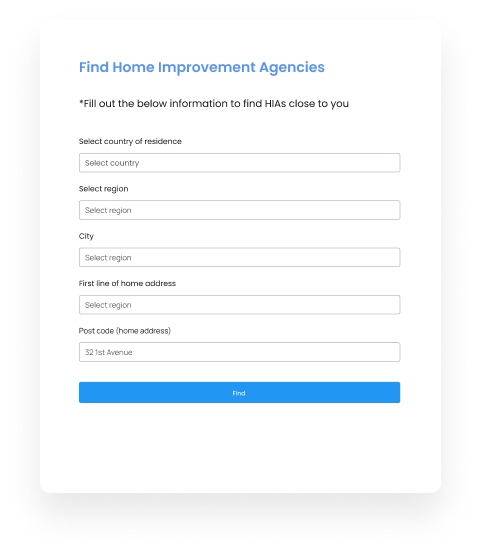 Find Home Improvement Agencies
*Fill out the below information to find HIAs close to you
Select country of residence
Select country
Select region
Select region
City
Select region
First line of home address
Select region
Post code (home address)
32 1st Avenue
Find